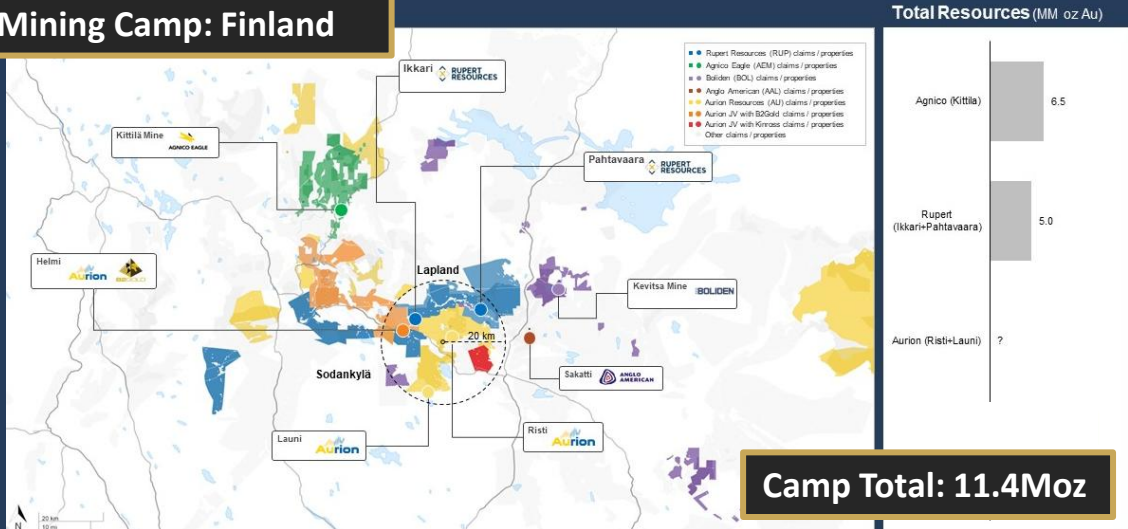 Mining Camp: Finland
Total Resources (MM oz Au)
Rupert Resources (RUP) claims / properties
Agnico Eagle (AEM) claims / properties
Boliden (BOL) claims / properties
Anglo American (AAL) claims / properties
Aurion Resources (AU) claims / properties
Aurion JV with B2Gold claims / properties
Aurion JV with Kinross claims / properties
Other claims / properties
Ikkari
RUPERT
RESOURCES
Kittilä Mine
AGNICO EAGLE
Pahtavaara
RUPERT
RESOURCES
Helmi
Aurion
B2GOLD
Lapland
Kevitsa Mine
BOLIDEN
20 km
Sodankylä
Sakatti
ANGLO
AMERICAN
Launi
Aurion
Risti
Aurion
N
20 km
10 mi
Agnico (Kittila)
6.5
Rupert
(Ikkari+Pahtavaara)
5.0
Aurion (Risti+Launi)
?
Camp Total: 11.4Moz